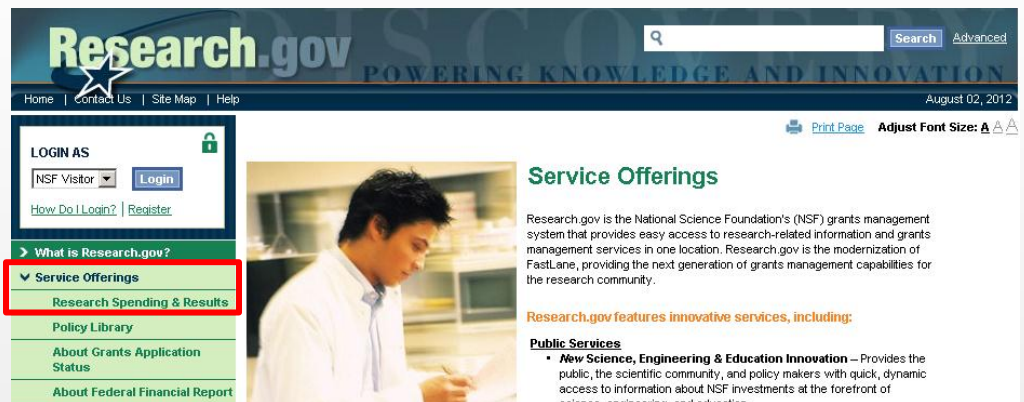 DISCOVERY
Research.gov
Search Advanced
POWERING KNOWLEDGE AND INNOVATION
Home | Contact Us | Site Map | Help
August 02, 2012
Print Page Adjust Font Size: A A A
LOGIN AS
NSF Visitor Login
How Do I Login? | Register
What is Research.gov?
Service Offerings
Research Spending & Results
Policy Library
About Grants Application
Status
About Federal Financial Report
Service Offerings
Research.gov is the National Science Foundation's (NSF) grants management
system that provides easy access to research-related information and grants
management services in one location. Research.gov is the modernization of
FastLane, providing the next generation of grants management capabilities for
the research community.
Research.gov features innovative services, including:
Public Services
• New Science, Engineering & Education Innovation – Provides the
public, the scientific community, and policy makers with quick, dynamic
access to information about NSF investments at the forefront of
science, engineering, and education